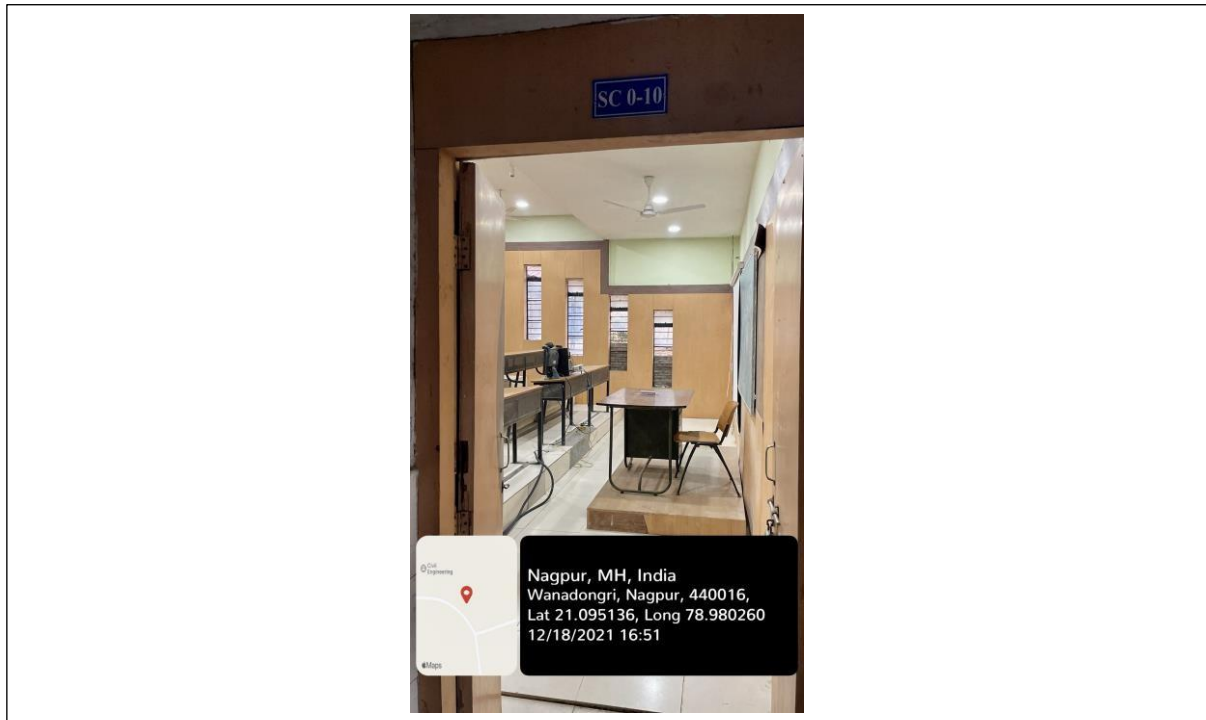 SC 0-10
Civil
Engineering
Maps
Nagpur, MH, India
Wanadongri, Nagpur, 440016,
Lat 21.095136, Long 78.980260
12/18/2021 16:51